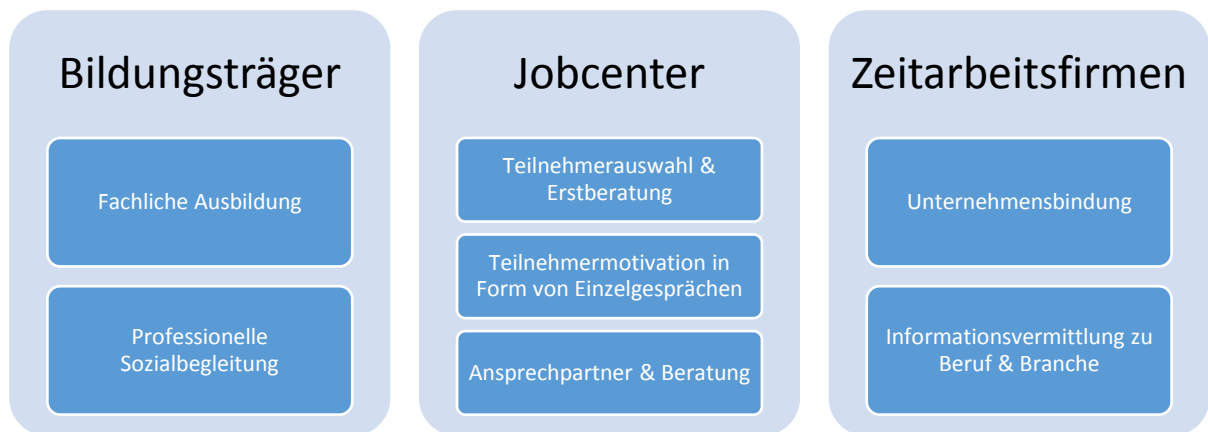 Bildungsträger
Fachliche Ausbildung
Professionelle
Sozialbegleitung
Jobcenter
Teilnehmerauswahl &
Erstberatung
Teilnehmermotivation in
Form von Einzelgesprächen
Ansprechpartner & Beratung
Zeitarbeitsfirmen
Unternehmensbindung
Informationsvermittlung zu
Beruf & Branche